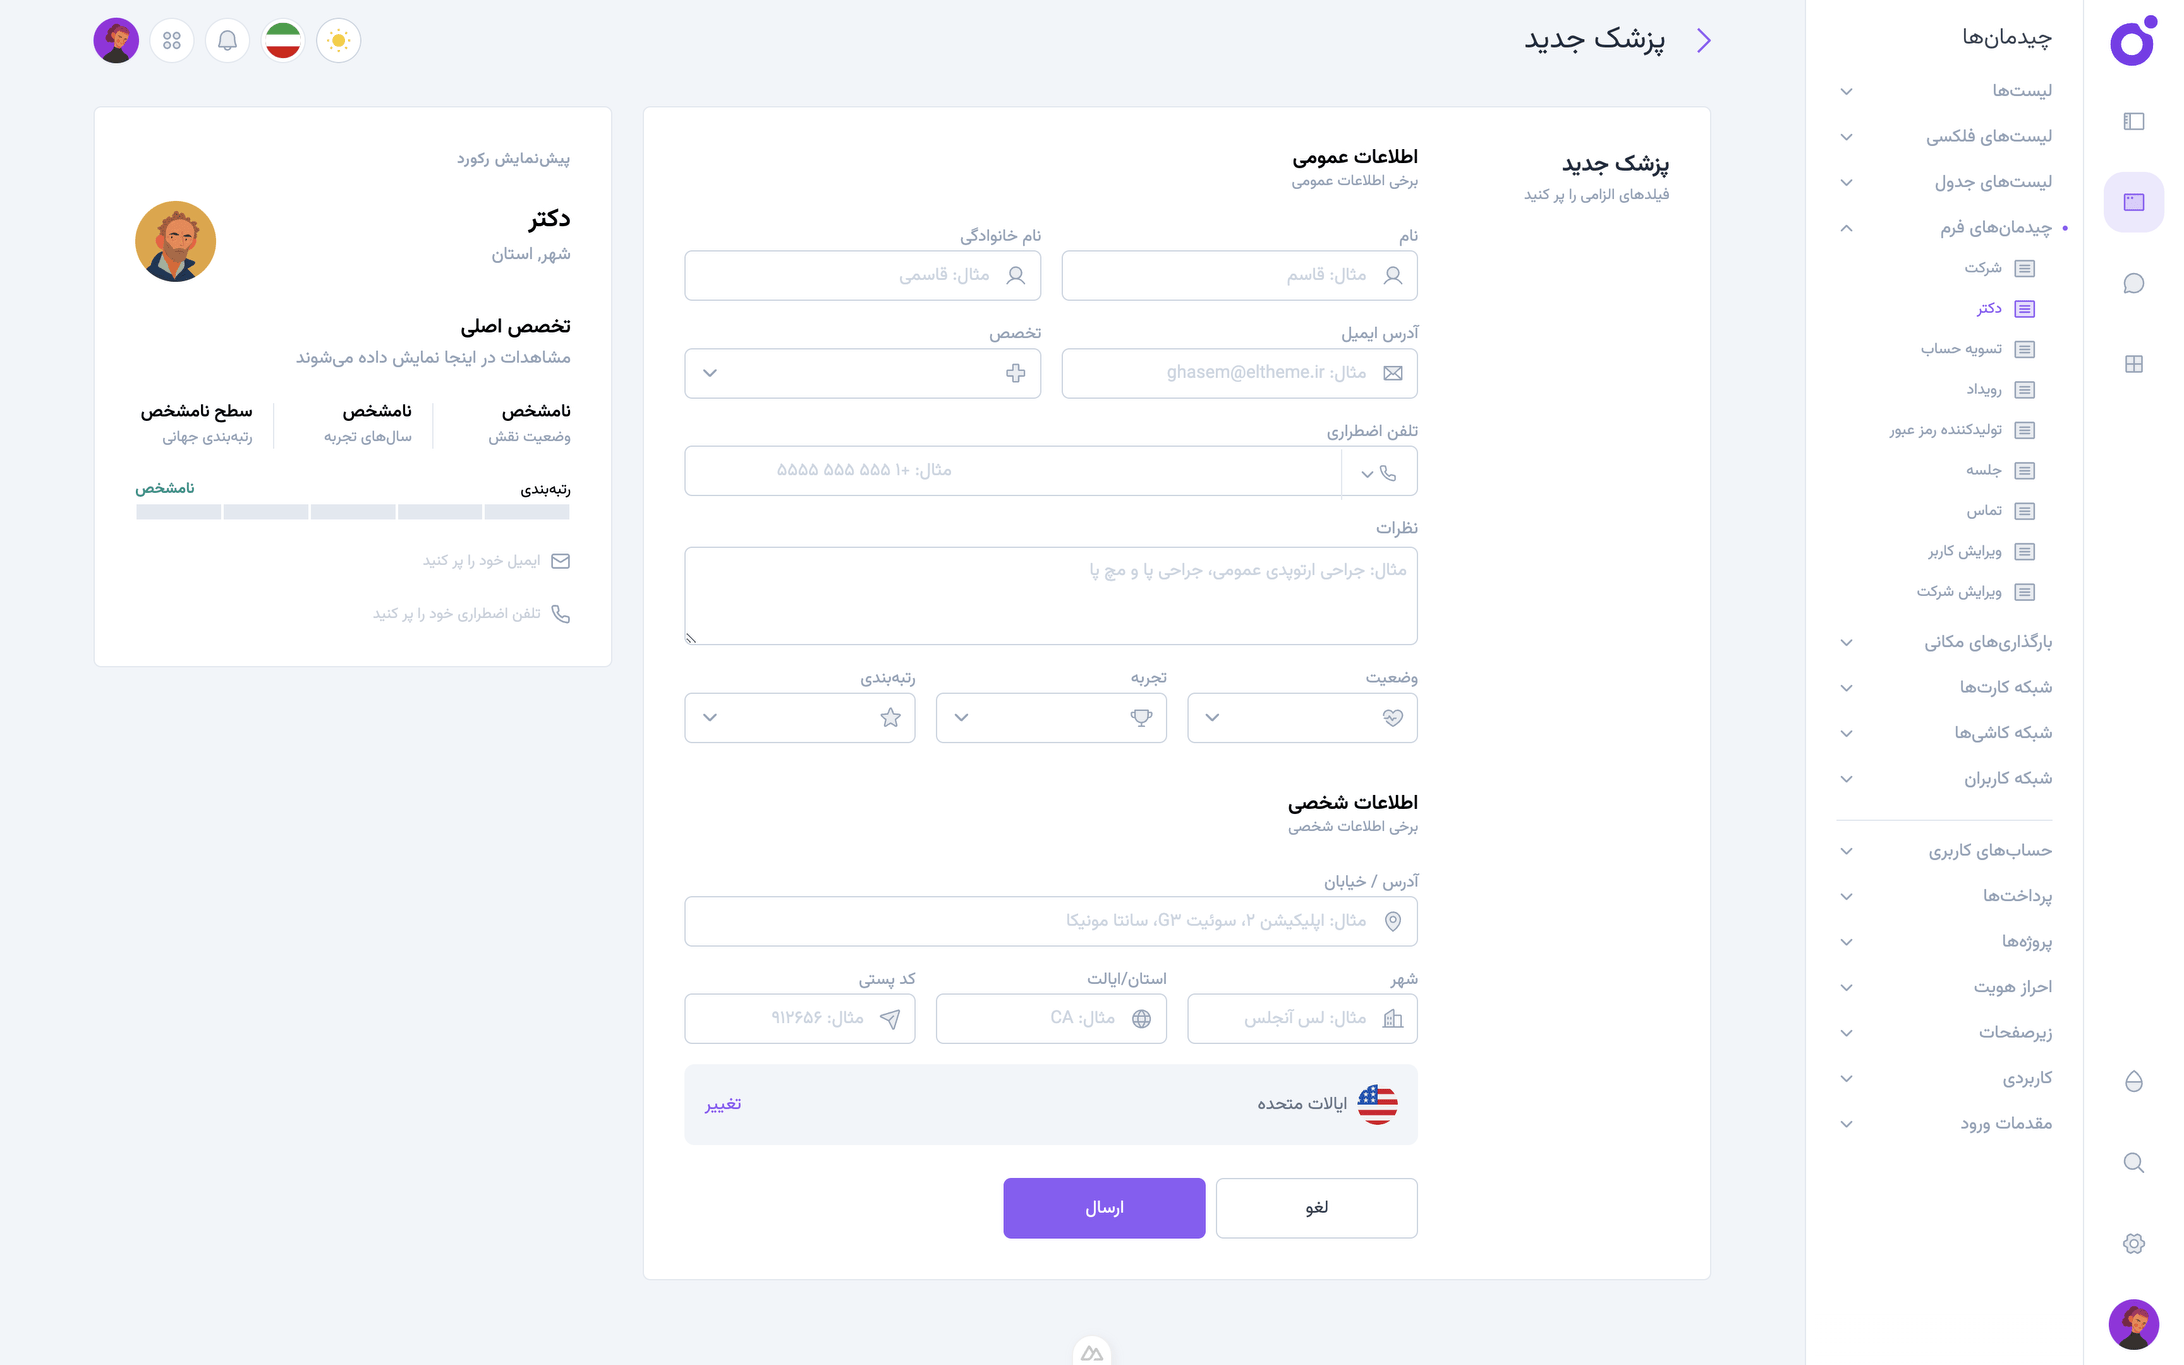 چیدمان‌ها
لیست‌ها
لیست‌های فلکسی
لیست‌های جدول
چیدمان‌های فرم
شرکت
دکتر
تسویه حساب
رویداد
تولیدکننده رمز عبور
جلسه
تماس
ویرایش کاربر
ویرایش شرکت
بارگذاری‌های مکانی
شبکه کارت‌ها
شبکه کاشی‌ها
شبکه کاربران
حساب‌های کاربری
پرداخت‌ها
پروژه‌ها
احراز هویت
زیرصفحات
کاربردی
مقدمات ورود
پزشک جدید
پزشک جدید
فیلدهای الزامی را پر کنید
اطلاعات عمومی
برخی اطلاعات عمومی
نام
نام خانوادگی
مثال: قاسم
مثال: قاسمی
آدرس ایمیل
تخصص
مثال: ghasem@eltheme.ir
تلفن اضطراری
مثال: +۱ ۵۵۵ ۵۵۵ ۵۵۵۵
نظرات
مثال: جراحی ارتوپدی عمومی، جراحی پا و مچ پا
وضعیت
تجربه
رتبه‌بندی
اطلاعات شخصی
برخی اطلاعات شخصی
آدرس / خیابان
مثال: اپلیکیشن ۲، سوئیت G۳، سانتا مونیکا
شهر
استان/ایالت
کد پستی
مثال: لس آنجلس
مثال: CA
مثال: ۹۱۲۶۵۶
ایالات متحده
تغییر
لغو
ارسال
پیش‌نمایش رکورد
دکتر
شهر, استان
تخصص اصلی
مشاهدات در اینجا نمایش داده می‌شوند
نامشخص
وضعیت نقش
نامشخص
سال‌های تجربه
سطح نامشخص
رتبه‌بندی جهانی
رتبه‌بندی
نامشخص
ایمیل خود را پر کنید
تلفن اضطراری خود را پر کنید